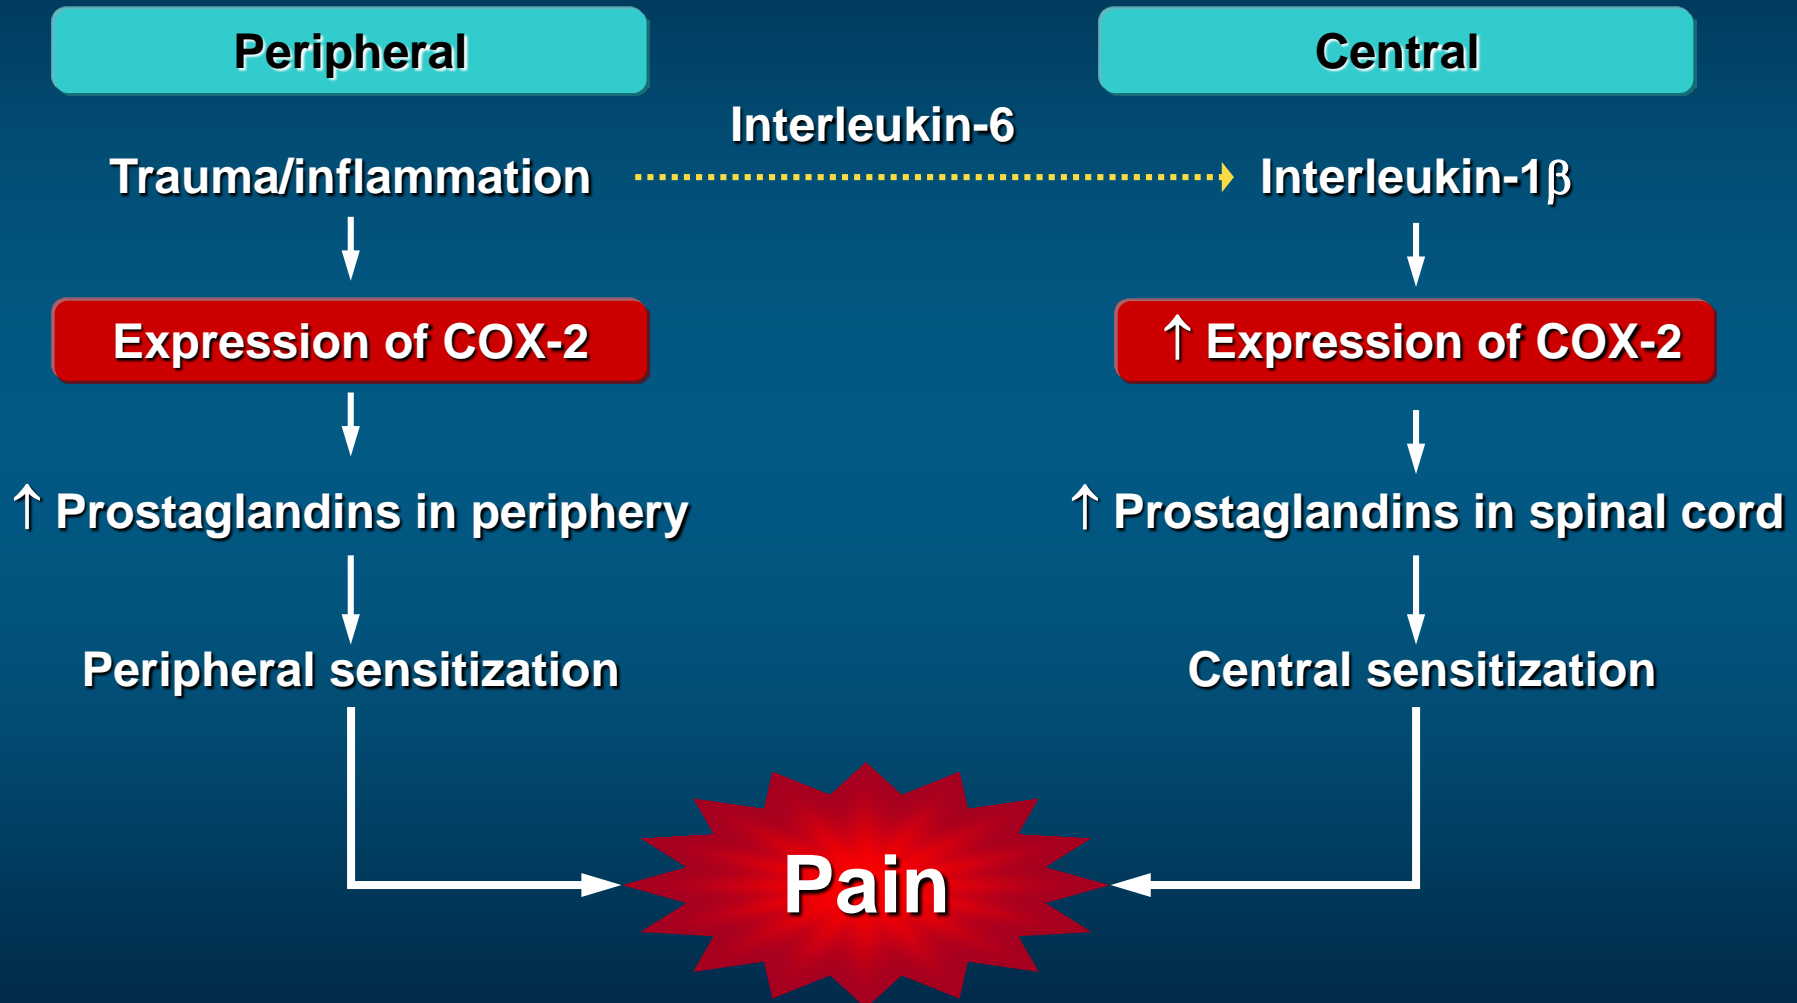 Peripheral
Central
Interleukin-6
Trauma/inflammation
Interleukin-1β
Expression of COX-2
↑ Expression of COX-2
↑ Prostaglandins in periphery
↑ Prostaglandins in spinal cord
Peripheral sensitization
Central sensitization
Pain